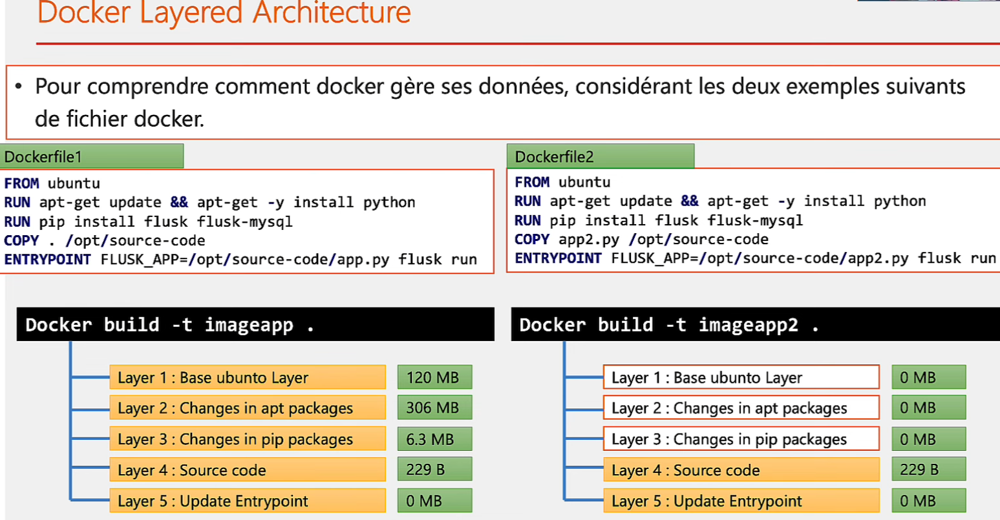 Docker Layered Architecture
• Pour comprendre comment docker gère ses données, considérant les deux exemples suivants
de fichier docker.
Dockerfile1
FROM ubuntu
RUN apt-get update && apt-get -y install python
RUN pip install flusk flusk-mysql
COPY . /opt/source-code
ENTRYPOINT FLUSK_APP=/opt/source-code/app.py flusk run
Dockerfile2
FROM ubuntu
RUN apt-get update && apt-get -y install python
RUN pip install flusk flusk-mysql
COPY app2.py /opt/source-code
ENTRYPOINT FLUSK_APP=/opt/source-code/app2.py flusk run
Docker build -t imageapp .
Layer 1 : Base ubunto Layer 120 MB
Layer 2 : Changes in apt packages 306 MB
Layer 3 : Changes in pip packages 6.3 MB
Layer 4 : Source code 229 B
Layer 5 : Update Entrypoint 0 MB
Docker build -t imageapp2 .
Layer 1 : Base ubunto Layer 0 MB
Layer 2 : Changes in apt packages 0 MB
Layer 3 : Changes in pip packages 0 MB
Layer 4 : Source code 229 B
Layer 5 : Update Entrypoint 0 MB